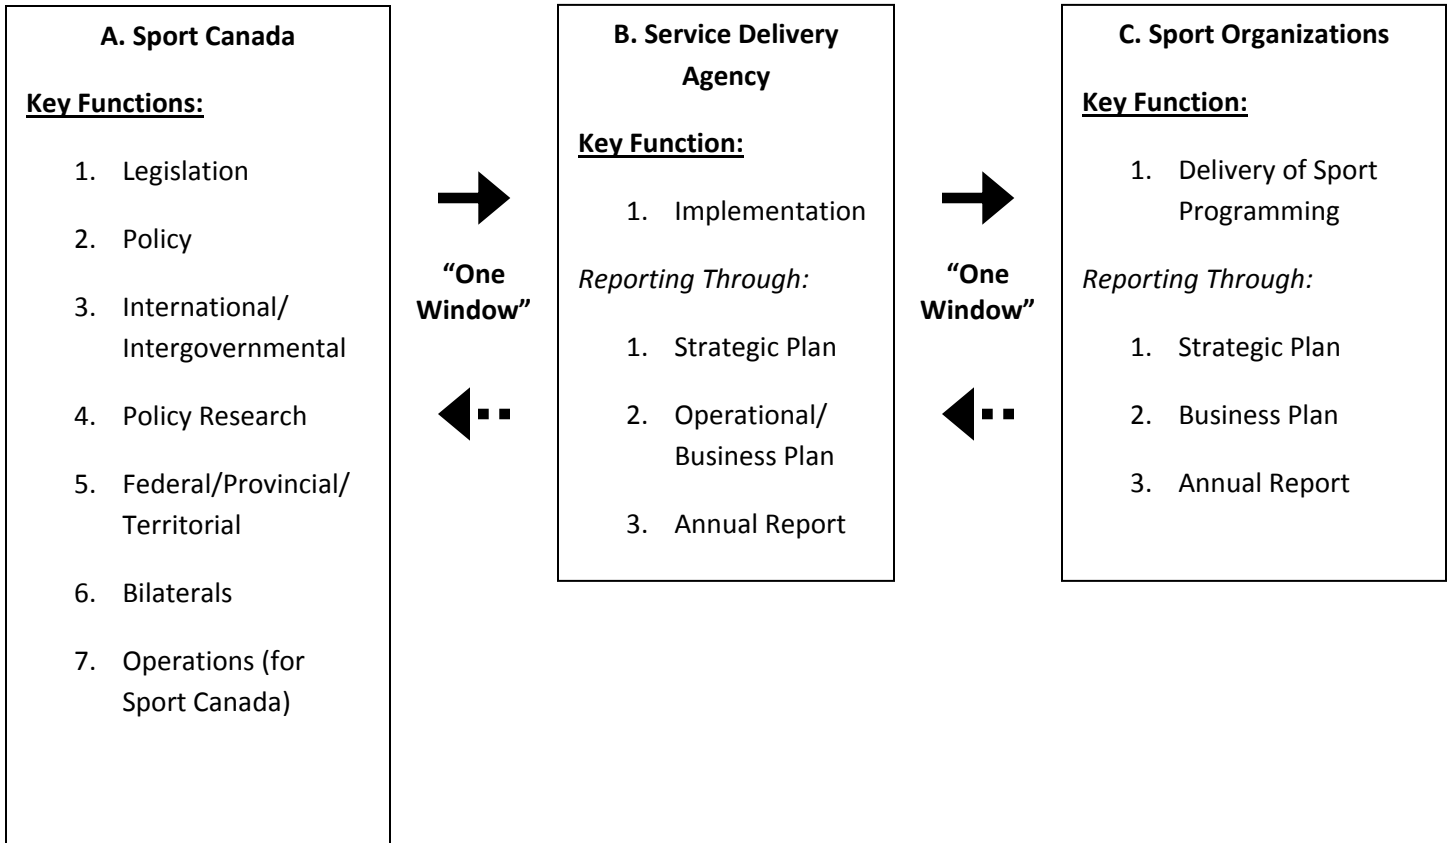 A. Sport Canada
Key Functions:
1. Legislation
2. Policy
3. International/
Intergovernmental
4. Policy Research
5. Federal/Provincial/
Territorial
6. Bilaterals
7. Operations (for
Sport Canada)
“One
Window”
B. Service Delivery
Agency
Key Function:
1. Implementation
Reporting Through:
1. Strategic Plan
2. Operational/
Business Plan
3. Annual Report
“One
Window”
C. Sport Organizations
Key Function:
1. Delivery of Sport
Programming
Reporting Through:
1. Strategic Plan
2. Business Plan
3. Annual Report